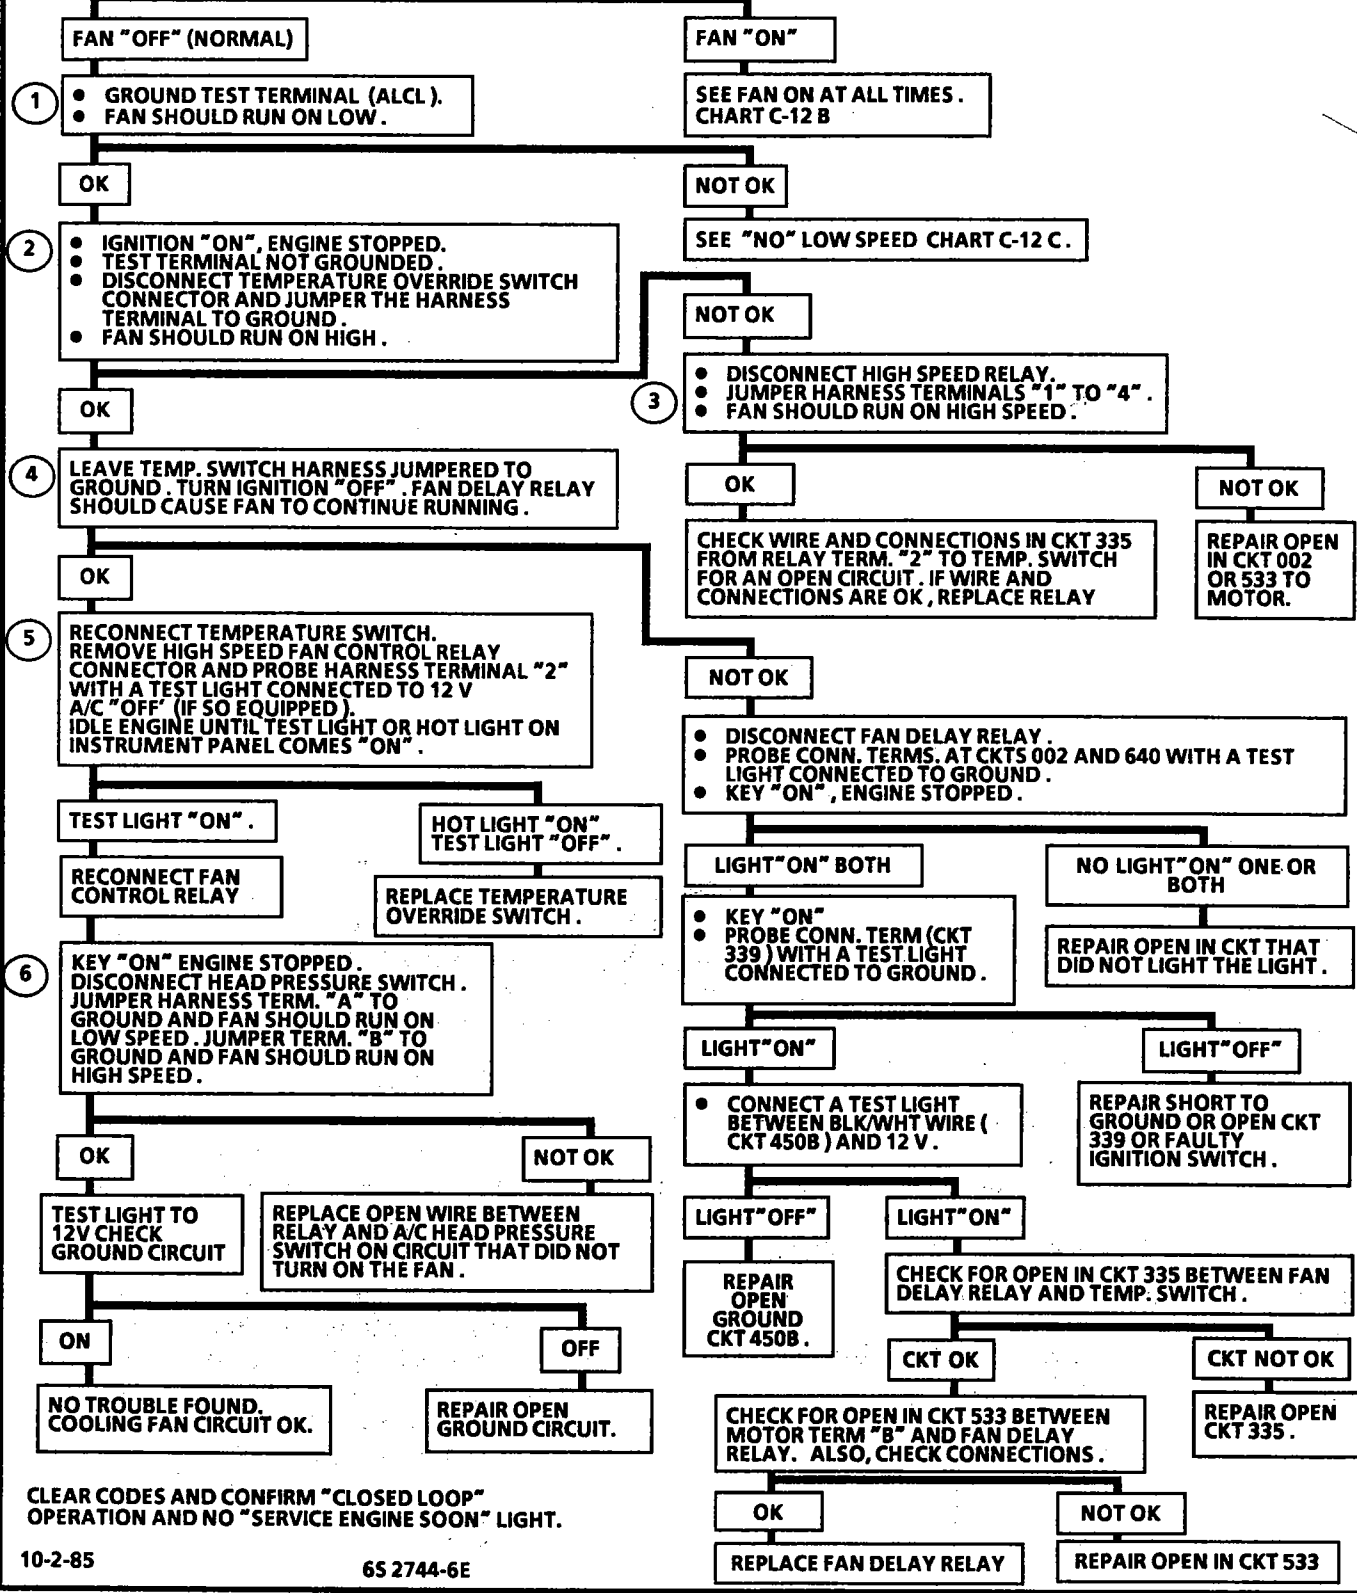 FAN "OFF" (NORMAL)
FAN "ON"
1
● GROUND TEST TERMINAL (ALCL).
● FAN SHOULD RUN ON LOW.
SEE FAN ON AT ALL TIMES.
CHART C-12 B
OK
NOT OK
2
● IGNITION "ON", ENGINE STOPPED.
● TEST TERMINAL NOT GROUNDED.
● DISCONNECT TEMPERATURE OVERRIDE SWITCH
CONNECTOR AND JUMPER THE HARNESS
TERMINAL TO GROUND.
● FAN SHOULD RUN ON HIGH.
SEE "NO" LOW SPEED CHART C-12 C.
NOT OK
OK
3
● DISCONNECT HIGH SPEED RELAY.
● JUMPER HARNESS TERMINALS "1" TO "4".
● FAN SHOULD RUN ON HIGH SPEED.
4
LEAVE TEMP. SWITCH HARNESS JUMPERED TO
GROUND. TURN IGNITION "OFF". FAN DELAY RELAY
SHOULD CAUSE FAN TO CONTINUE RUNNING.
OK
NOT OK
CHECK WIRE AND CONNECTIONS IN CKT 335
FROM RELAY TERM. "2" TO TEMP. SWITCH
FOR AN OPEN CIRCUIT. IF WIRE AND
CONNECTIONS ARE OK, REPLACE RELAY
REPAIR OPEN
IN CKT 002
OR 533 TO
MOTOR.
OK
5
RECONNECT TEMPERATURE SWITCH.
REMOVE HIGH SPEED FAN CONTROL RELAY
CONNECTOR AND PROBE HARNESS TERMINAL "2"
WITH A TEST LIGHT CONNECTED TO 12 V
A/C "OFF' (IF SO EQUIPPED).
IDLE ENGINE UNTIL TEST LIGHT OR HOT LIGHT ON
INSTRUMENT PANEL COMES "ON".
NOT OK
● DISCONNECT FAN DELAY RELAY.
● PROBE CONN. TERMS. AT CKTS 002 AND 640 WITH A TEST
LIGHT CONNECTED TO GROUND.
● KEY "ON", ENGINE STOPPED.
TEST LIGHT "ON".
HOT LIGHT "ON"
TEST LIGHT "OFF".
LIGHT "ON" BOTH
NO LIGHT "ON" ONE OR
BOTH
RECONNECT FAN
CONTROL RELAY
REPLACE TEMPERATURE
OVERRIDE SWITCH.
● KEY "ON"
● PROBE CONN. TERM (CKT
339) WITH A TEST LIGHT
CONNECTED TO GROUND.
REPAIR OPEN IN CKT THAT
DID NOT LIGHT THE LIGHT.
6
KEY "ON" ENGINE STOPPED.
DISCONNECT HEAD PRESSURE SWITCH.
JUMPER HARNESS TERM. "A" TO
GROUND AND FAN SHOULD RUN ON
LOW SPEED. JUMPER TERM. "B" TO
GROUND AND FAN SHOULD RUN ON
HIGH SPEED.
LIGHT "ON"
LIGHT "OFF"
● CONNECT A TEST LIGHT
BETWEEN BLK/WHT WIRE (
CKT 450B) AND 12 V.
REPAIR SHORT TO
GROUND OR OPEN CKT
339 OR FAULTY
IGNITION SWITCH.
OK
NOT OK
LIGHT "OFF"
LIGHT "ON"
TEST LIGHT TO
12V CHECK
GROUND CIRCUIT
REPLACE OPEN WIRE BETWEEN
RELAY AND A/C HEAD PRESSURE
SWITCH ON CIRCUIT THAT DID NOT
TURN ON THE FAN.
REPAIR
OPEN
GROUND
CKT 450B.
CHECK FOR OPEN IN CKT 335 BETWEEN FAN
DELAY RELAY AND TEMP. SWITCH.
ON
OFF
CKT OK
CKT NOT OK
NO TROUBLE FOUND.
COOLING FAN CIRCUIT OK.
REPAIR OPEN
GROUND CIRCUIT.
CHECK FOR OPEN IN CKT 533 BETWEEN
MOTOR TERM "B" AND FAN DELAY
RELAY. ALSO, CHECK CONNECTIONS.
REPAIR OPEN
CKT 335.
CLEAR CODES AND CONFIRM "CLOSED LOOP"
OPERATION AND NO "SERVICE ENGINE SOON" LIGHT.
OK
NOT OK
REPLACE FAN DELAY RELAY
REPAIR OPEN IN CKT 533
10-2-85
6S 2744-6E